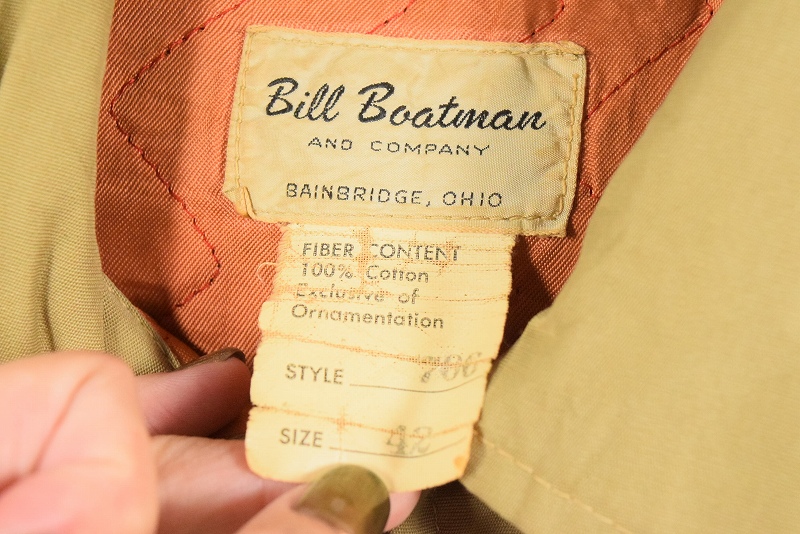 Bill Boatman
AND COMPANY
BAINBRIDGE, OHIO
FIBER CONTENT
100% Cotton
Exclusive of
Ornamentation
STYLE
SIZE 42